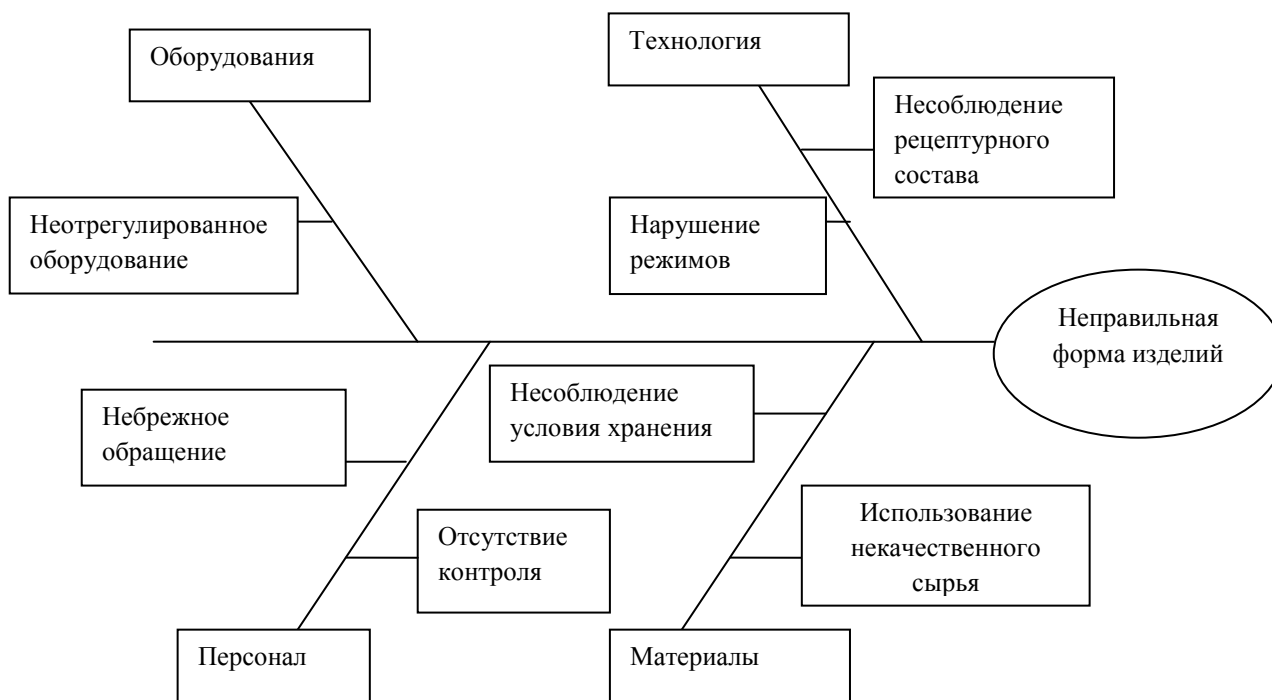 Оборудования
Технология
Несоблюдение
рецептурного
состава
Неотрегулированное
оборудование
Нарушение
режимов
Неправильная
форма изделий
Небрежное
обращение
Несоблюдение
условия хранения
Отсутствие
контроля
Использование
некачественного
сырья
Персонал
Материалы